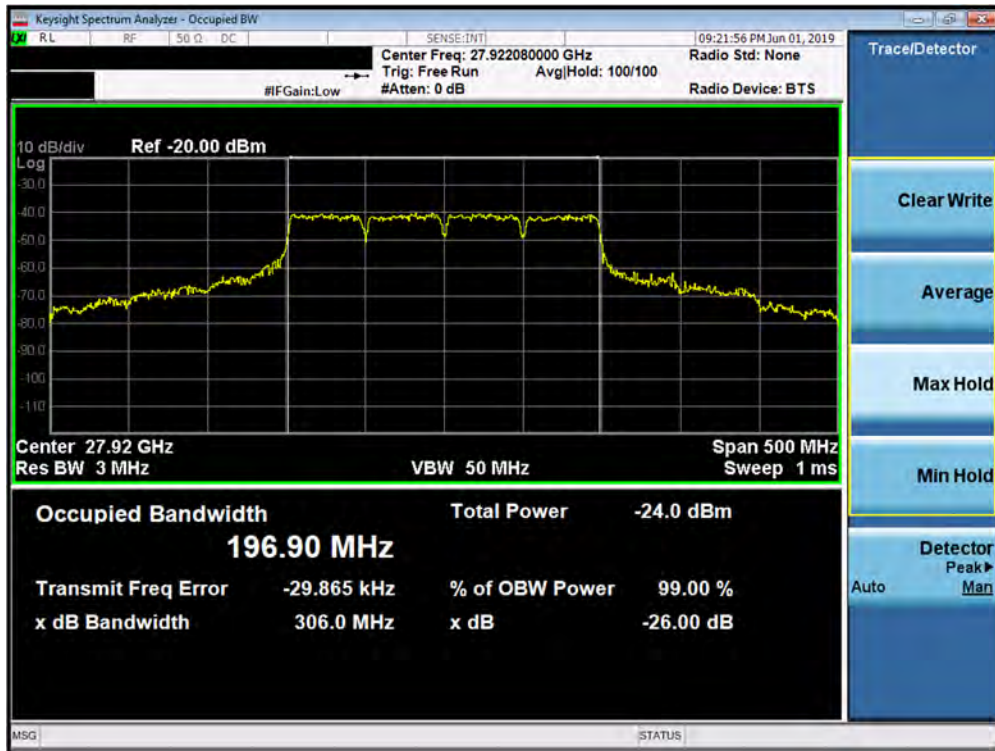 Keysight Spectrum Analyzer - Occupied BW
LXI RL RF 50 Ω DC SENSE:INT 09:21:56 PM Jun 01, 2019
Center Freq: 27.922080000 GHz Radio Std: None
Trig: Free Run Avg|Hold: 100/100
#IFGain:Low #Atten: 0 dB Radio Device: BTS
10 dB/div Ref -20.00 dBm
Log
-30.0
-40.0
-50.0
-60.0
-70.0
-80.0
-90.0
-100
-110
Center 27.92 GHz Span 500 MHz
Res BW 3 MHz VBW 50 MHz Sweep 1 ms
Occupied Bandwidth Total Power -24.0 dBm
196.90 MHz
Transmit Freq Error -29.865 kHz % of OBW Power 99.00 %
x dB Bandwidth 306.0 MHz x dB -26.00 dB
MSG STATUS
Trace/Detector
Clear Write
Average
Max Hold
Min Hold
Detector
Peak▶
Auto Man